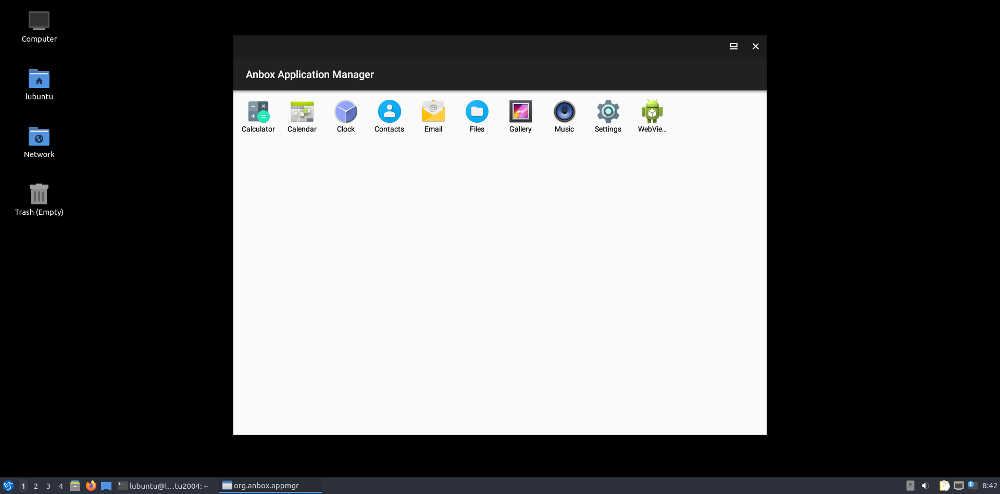 Computer
lubuntu
Network
Trash (Empty)
Anbox Application Manager
Calculator Calendar Clock Contacts Email Files Gallery Music Settings WebVie...
1 2 3 4 lubuntu@l...tu2004: ~ org.anbox.appmgr 8:42